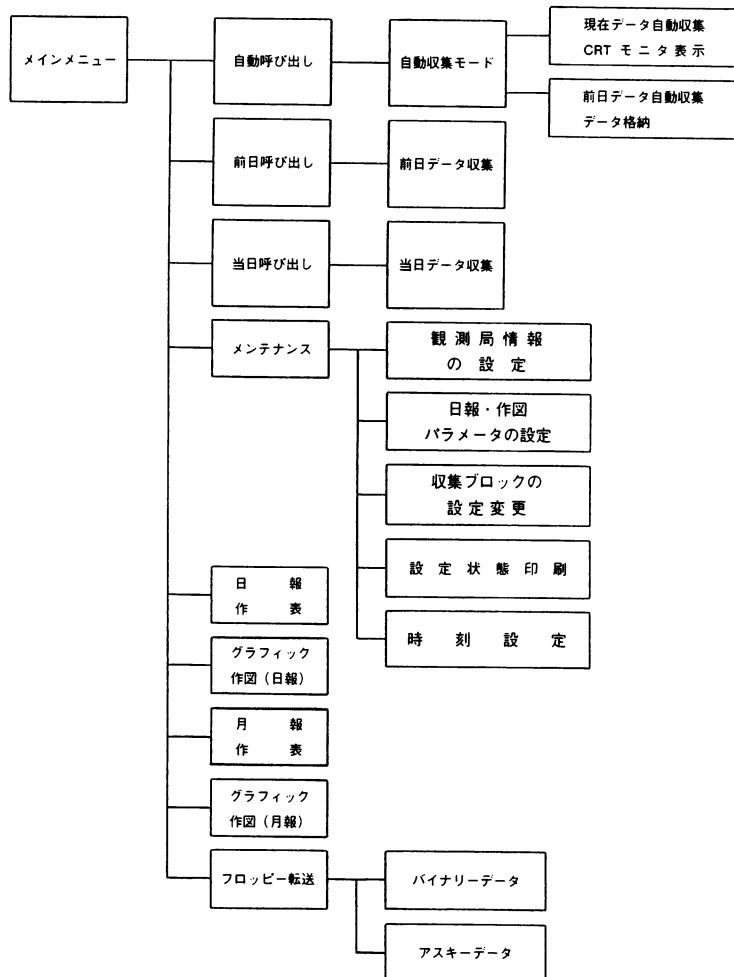 メインメニュー
自動呼び出し
自動収集モード
現在データ自動収集
CRT モニタ表示
前日データ自動収集
データ格納
前日呼び出し
前日データ収集
当日呼び出し
当日データ収集
メンテナンス
観測局情報
の設定
日報・作図
パラメータの設定
収集ブロックの
設定変更
設定状態印刷
時刻設定
日報
作表
グラフィック
作図(日報)
月報
作表
グラフィック
作図(月報)
フロッピー転送
バイナリーデータ
アスキーデータ